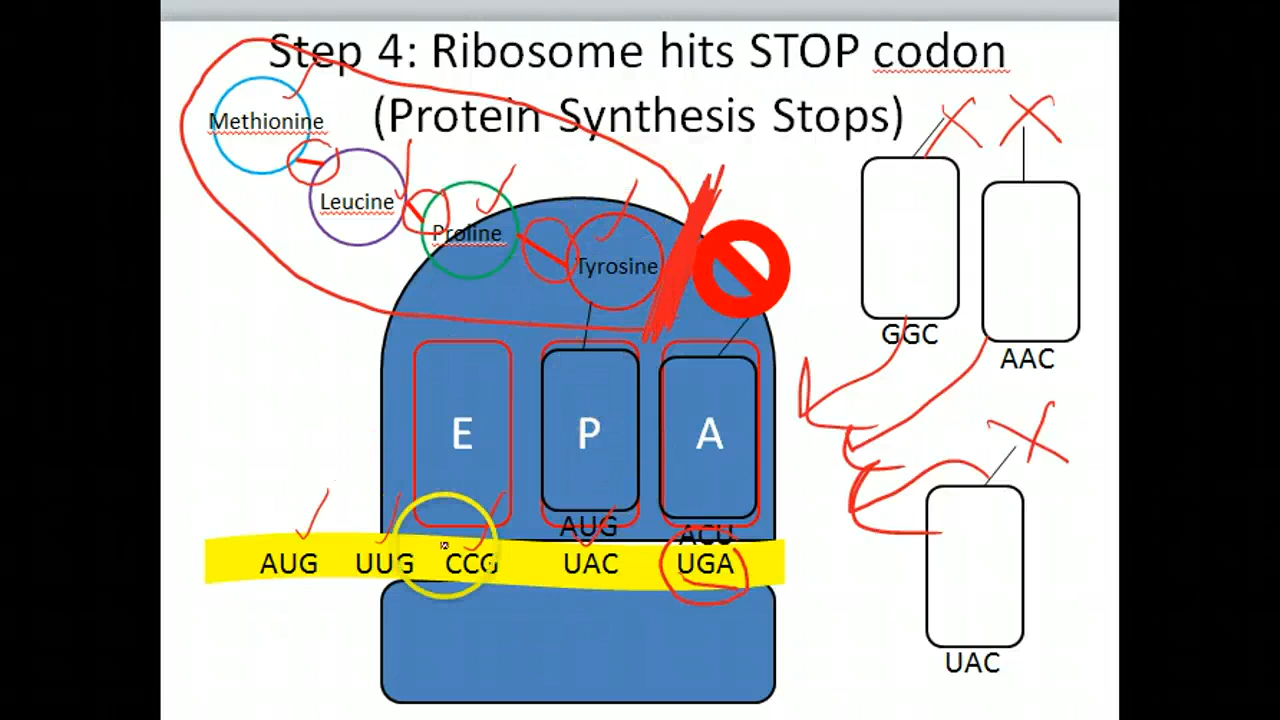 Step 4: Ribosome hits STOP codon
(Protein Synthesis Stops)
Methionine
Leucine
Proline
Tyrosine
GGC
AAC
E
P
A
AUG
ACU
AUG UUG CCG UAC UGA
UAC